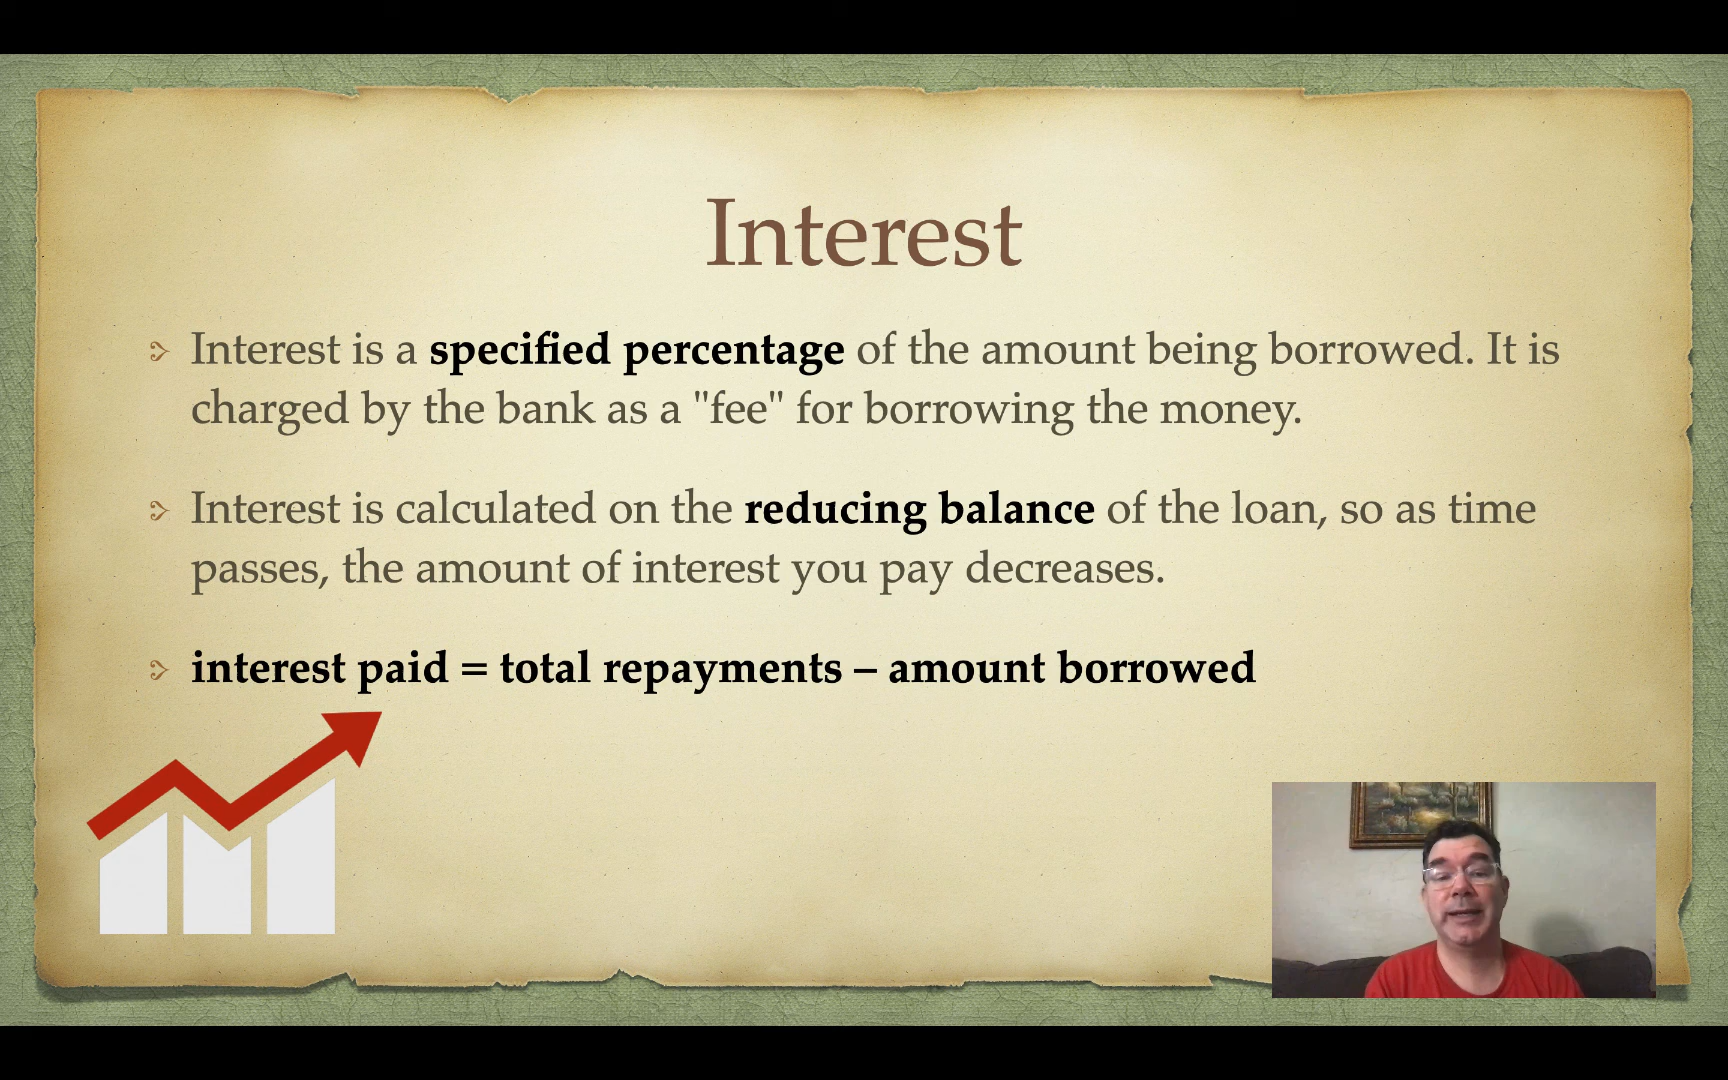 Interest
Interest is a specified percentage of the amount being borrowed. It is
charged by the bank as a "fee" for borrowing the money.
Interest is calculated on the reducing balance of the loan, so as time
passes, the amount of interest you pay decreases.
interest paid = total repayments – amount borrowed